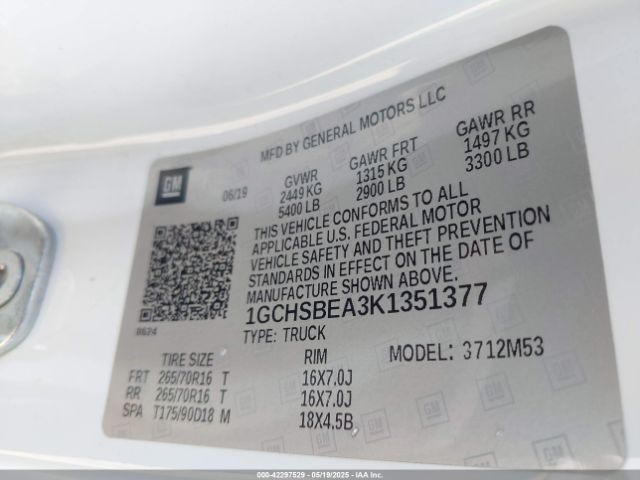 MFD BY GENERAL MOTORS LLC
GM
06/19
GVWR GAWR FRT GAWR RR
2449 KG 1315 KG 1497 KG
5400 LB 2900 LB 3300 LB
THIS VEHICLE CONFORMS TO ALL
APPLICABLE U.S. FEDERAL MOTOR
VEHICLE SAFETY AND THEFT PREVENTION
STANDARDS IN EFFECT ON THE DATE OF
MANUFACTURE SHOWN ABOVE.
1GCHSBEA3K1351377
8624
TYPE: TRUCK
TIRE SIZE RIM MODEL: 3712M53
FRT 265/70R16 T 16X7.0J
RR 265/70R16 T 16X7.0J
SPA T175/90D18 M 18X4.5B
000-42297529 - 05/19/2025 - IAA Inc.